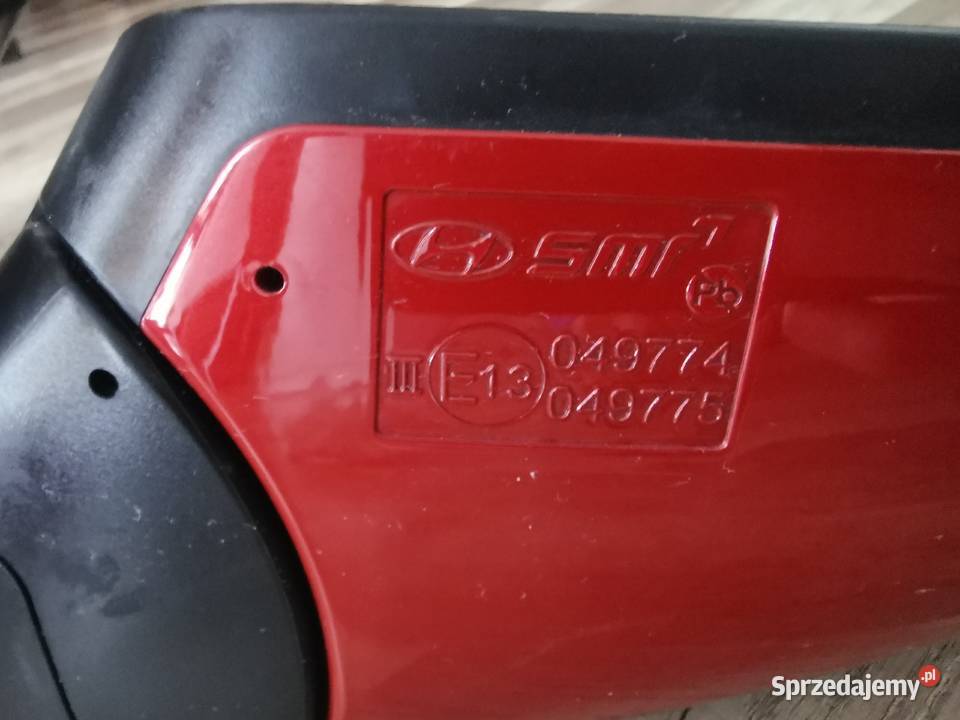 SMR
Pb
III E13 049774
049775
Sprzedajemy.pl